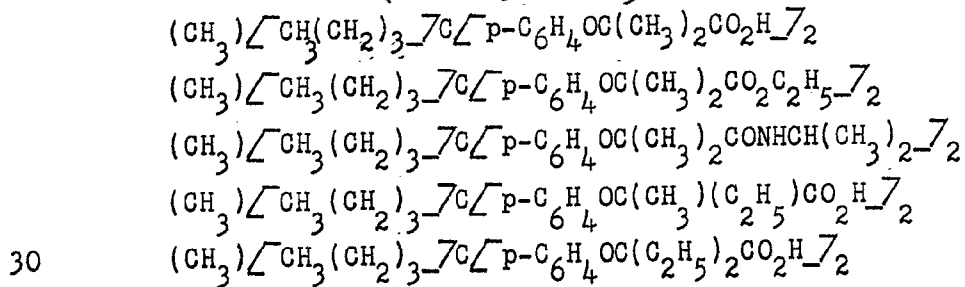 (CH₃)[CH₃(CH₂)₃]C[p-C₆H₄OC(CH₃)₂CO₂H]₂
(CH₃)[CH₃(CH₂)₃]C[p-C₆H₄OC(CH₃)₂CO₂C₂H₅]₂
(CH₃)[CH₃(CH₂)₃]C[p-C₆H₄OC(CH₃)₂CONHCH(CH₃)₂]₂
(CH₃)[CH₃(CH₂)₃]C[p-C₆H₄OC(CH₃)(C₂H₅)CO₂H]₂
30 (CH₃)[CH₃(CH₂)₃]C[p-C₆H₄OC(C₂H₅)₂CO₂H]₂